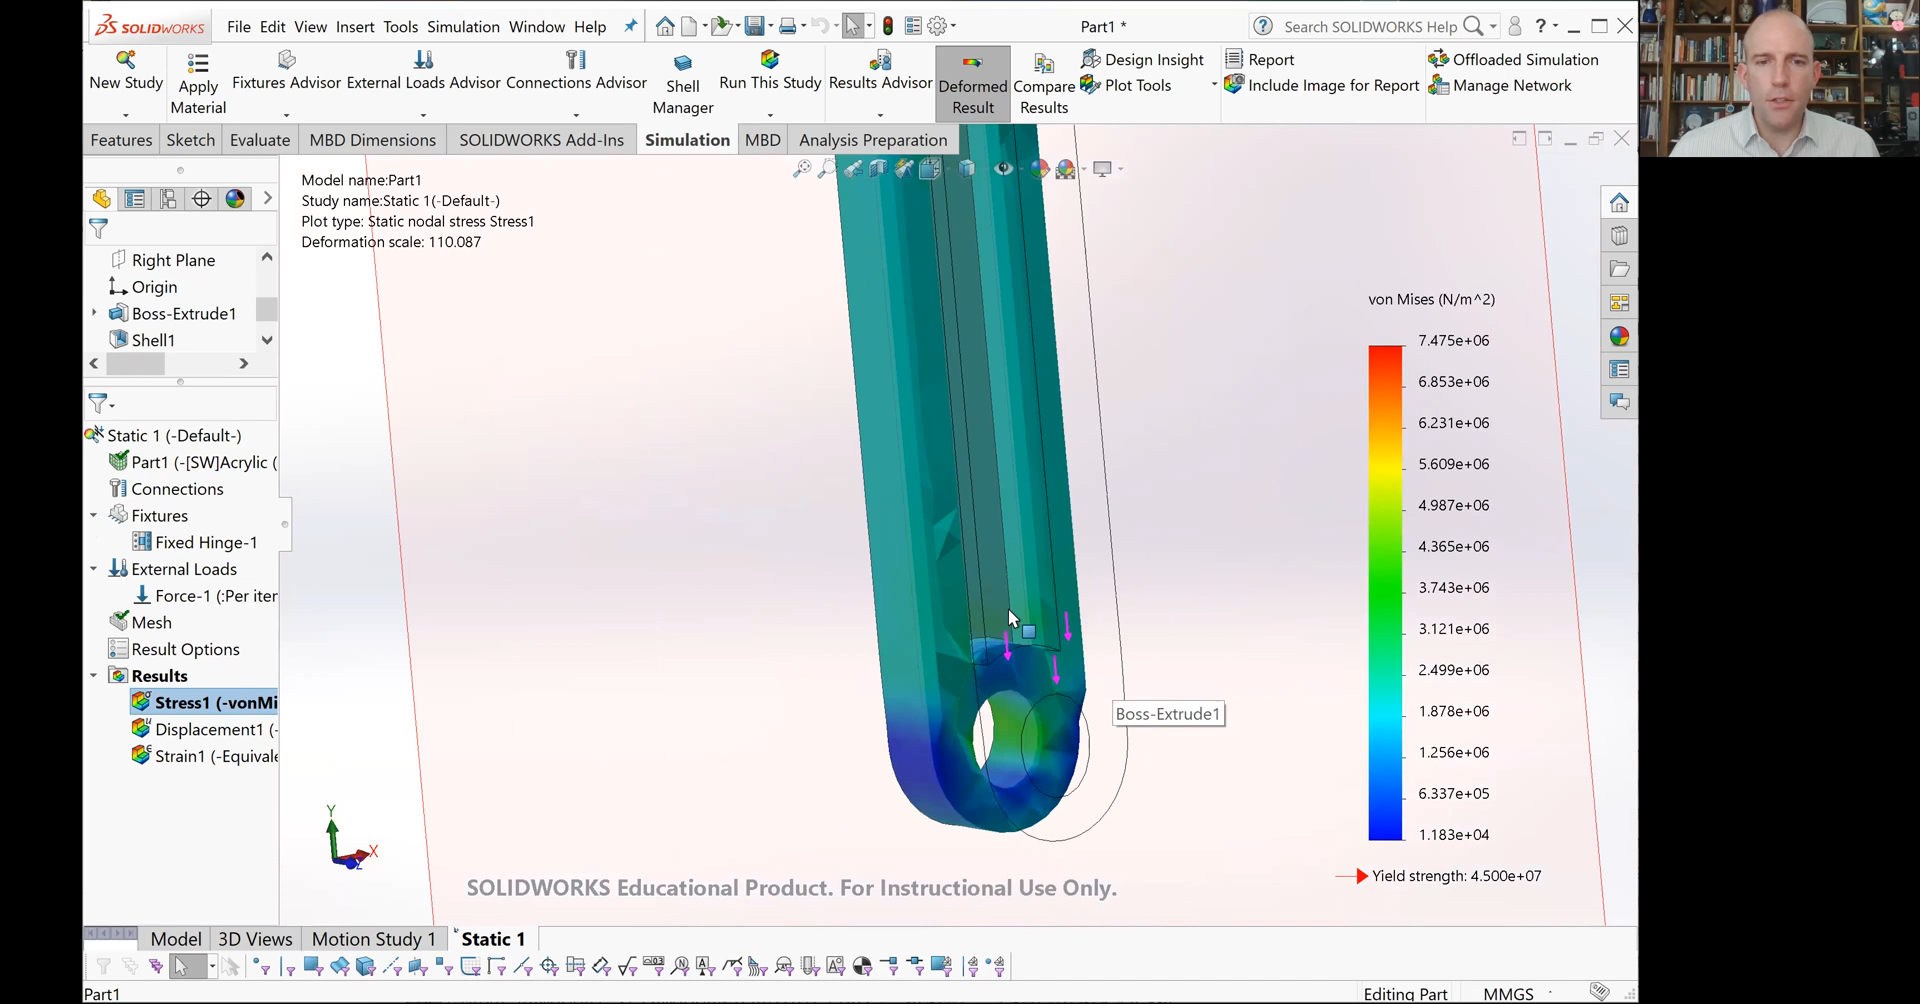 SOLIDWORKS
File Edit View Insert Tools Simulation Window Help
Part1 *
Search SOLIDWORKS Help
New Study
Apply Material
Fixtures Advisor
External Loads Advisor
Connections Advisor
Shell Manager
Run This Study
Results Advisor
Deformed Result
Compare Results
Design Insight
Plot Tools
Report
Include Image for Report
Offloaded Simulation
Manage Network
Features Sketch Evaluate MBD Dimensions SOLIDWORKS Add-Ins Simulation MBD Analysis Preparation
Model name:Part1
Study name:Static 1(-Default-)
Plot type: Static nodal stress Stress1
Deformation scale: 110.087
Right Plane
Origin
Boss-Extrude1
Shell1
Static 1 (-Default-)
Part1 (-[SW]Acrylic (
Connections
Fixtures
Fixed Hinge-1
External Loads
Force-1 (:Per iter
Mesh
Result Options
Results
Stress1 (-vonMi
Displacement1 (-
Strain1 (-Equivale
von Mises (N/m^2)
7.475e+06
6.853e+06
6.231e+06
5.609e+06
4.987e+06
4.365e+06
3.743e+06
3.121e+06
2.499e+06
1.878e+06
1.256e+06
6.337e+05
1.183e+04
Yield strength: 4.500e+07
Boss-Extrude1
Y
X
Z
SOLIDWORKS Educational Product. For Instructional Use Only.
Model 3D Views Motion Study 1 Static 1
Part1
Editing Part
MMGS